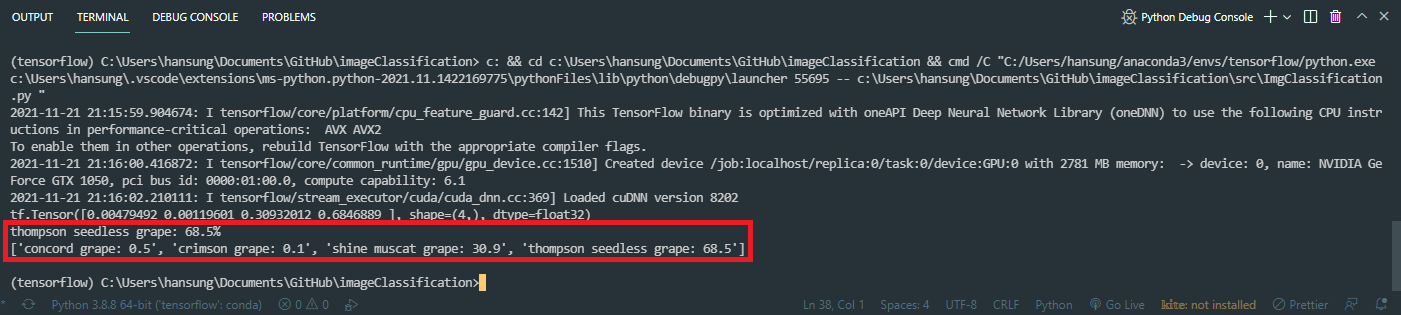 OUTPUT TERMINAL DEBUG CONSOLE PROBLEMS Python Debug Console
(tensorflow) C:\Users\hansung\Documents\GitHub\imageClassification> c: && cd c:\Users\hansung\Documents\GitHub\imageClassification && cmd /C "C:/Users/hansung/anaconda3/envs/tensorflow/python.exe
c:\Users\hansung\.vscode\extensions\ms-python.python-2021.11.1422169775\pythonFiles\lib\python\debugpy\launcher 55695 -- c:\Users\hansung\Documents\GitHub\imageClassification\src\ImgClassification
.py "
2021-11-21 21:15:59.904674: I tensorflow/core/platform/cpu_feature_guard.cc:142] This TensorFlow binary is optimized with oneAPI Deep Neural Network Library (oneDNN) to use the following CPU instr
uctions in performance-critical operations:  AVX AVX2
To enable them in other operations, rebuild TensorFlow with the appropriate compiler flags.
2021-11-21 21:16:00.416872: I tensorflow/core/common_runtime/gpu/gpu_device.cc:1510] Created device /job:localhost/replica:0/task:0/device:GPU:0 with 2781 MB memory:  -> device: 0, name: NVIDIA Ge
Force GTX 1050, pci bus id: 0000:01:00.0, compute capability: 6.1
2021-11-21 21:16:02.210111: I tensorflow/stream_executor/cuda/cuda_dnn.cc:369] Loaded cuDNN version 8202
tf.Tensor([0.00479492 0.00119601 0.30932012 0.6846889 ], shape=(4,), dtype=float32)
thompson seedless grape: 68.5%
['concord grape: 0.5', 'crimson grape: 0.1', 'shine muscat grape: 30.9', 'thompson seedless grape: 68.5']
(tensorflow) C:\Users\hansung\Documents\GitHub\imageClassification>
Python 3.8.8 64-bit ('tensorflow': conda) 0 0 Ln 38, Col 1 Spaces: 4 UTF-8 CRLF Python Go Live kite: not installed Prettier